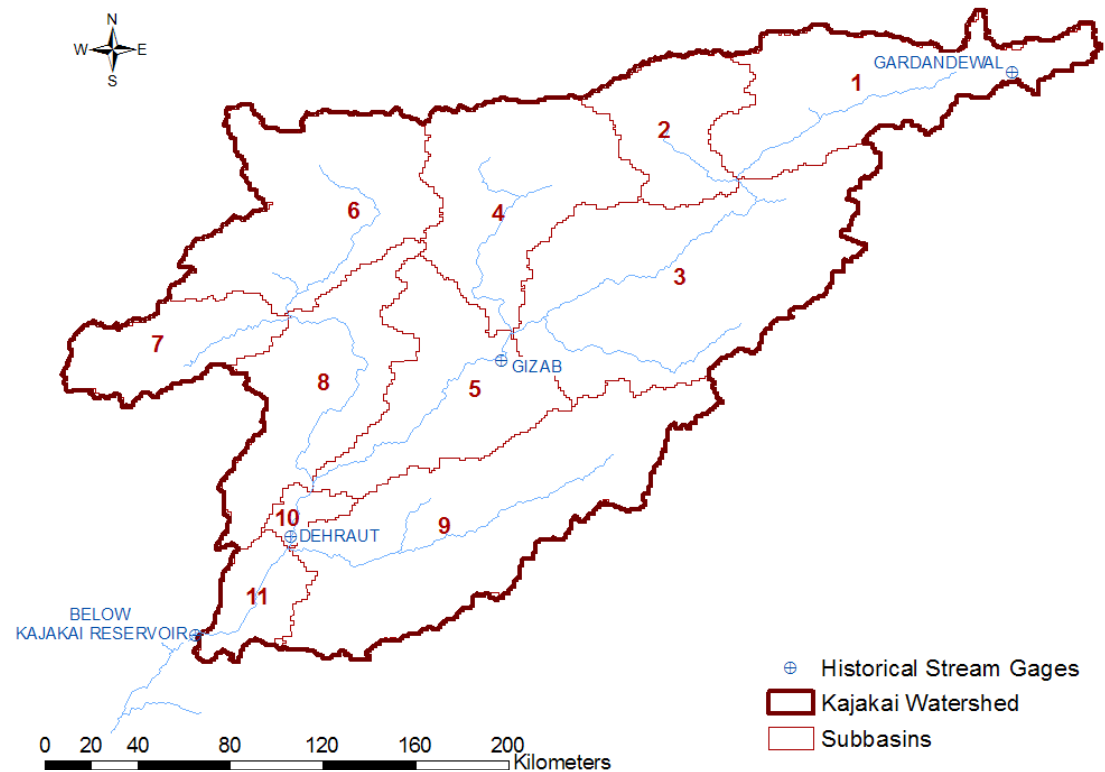 N
W E
S
GARDANDEWAL
1
2
6
4
3
7
GIZAB
8
5
10
9
DEHRAUT
11
BELOW
KAJAKAI RESERVOIR
Historical Stream Gages
Kajakai Watershed
Subbasins
0 20 40 80 120 160 200
Kilometers